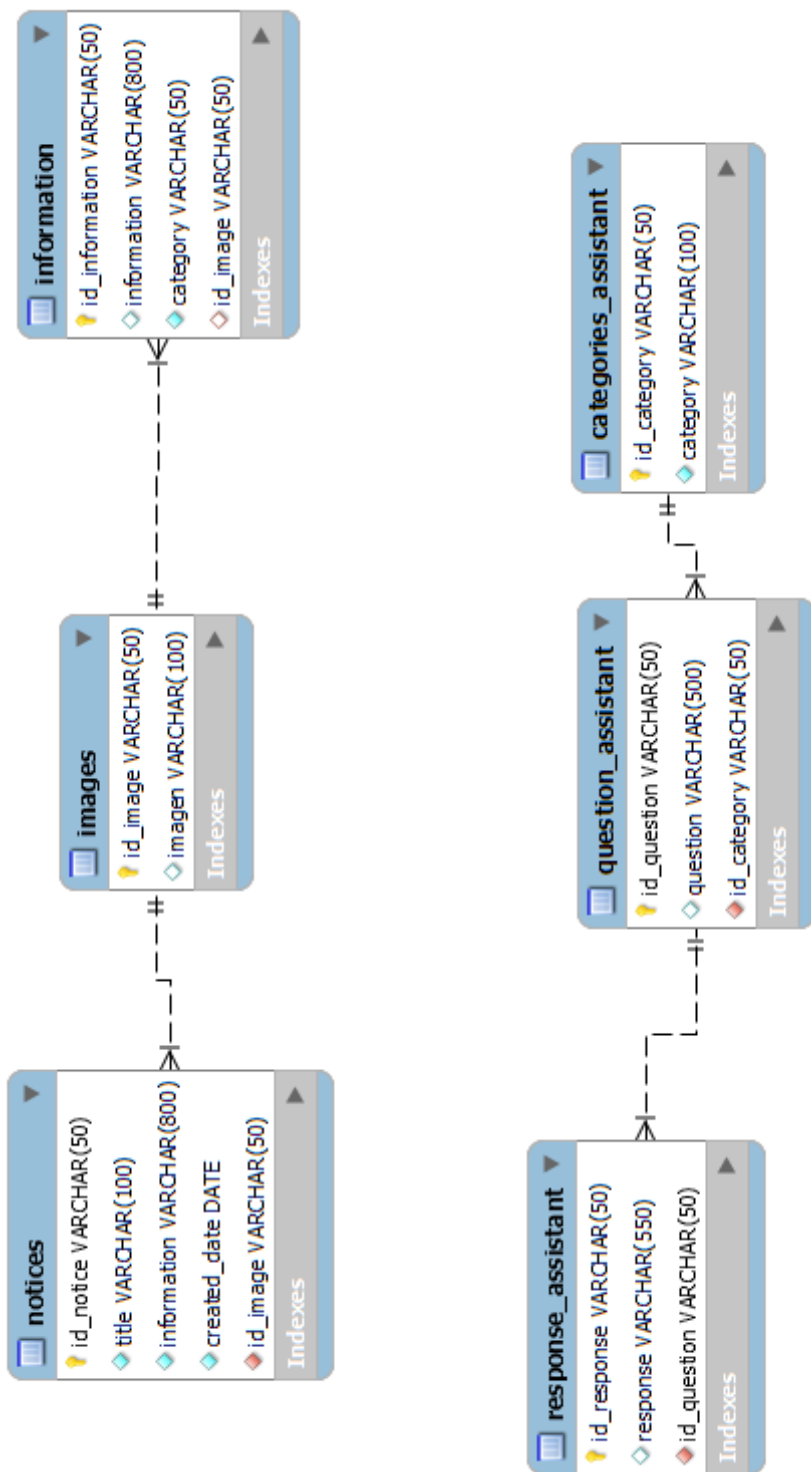 notices
id_notice VARCHAR(50)
title VARCHAR(100)
information VARCHAR(800)
created_date DATE
id_image VARCHAR(50)
Indexes
images
id_image VARCHAR(50)
imagen VARCHAR(100)
Indexes
information
id_information VARCHAR(50)
information VARCHAR(800)
category VARCHAR(50)
id_image VARCHAR(50)
Indexes
response_assistant
id_response VARCHAR(50)
response VARCHAR(550)
id_question VARCHAR(50)
Indexes
question_assistant
id_question VARCHAR(50)
question VARCHAR(500)
id_category VARCHAR(50)
Indexes
categories_assistant
id_category VARCHAR(50)
category VARCHAR(100)
Indexes